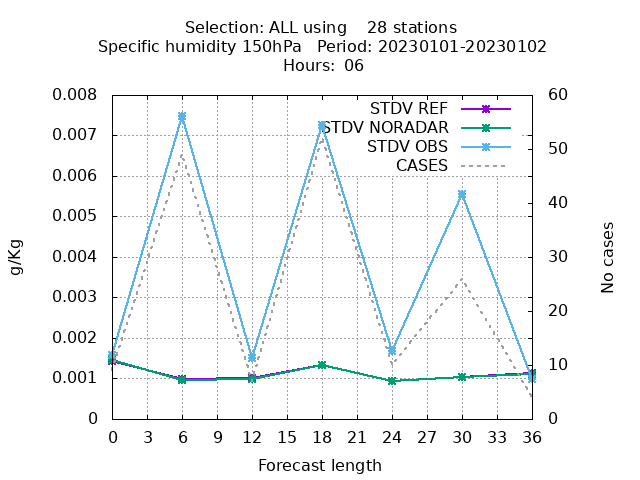 Selection: ALL using    28 stations
Specific humidity 150hPa   Period: 20230101-20230102
Hours: 06
STDV REF
STDV NORADAR
STDV OBS
CASES
0.008
0.007
0.006
0.005
0.004
0.003
0.002
0.001
0
60
50
40
30
20
10
0
g/Kg
No cases
0 3 6 9 12 15 18 21 24 27 30 33 36
Forecast length